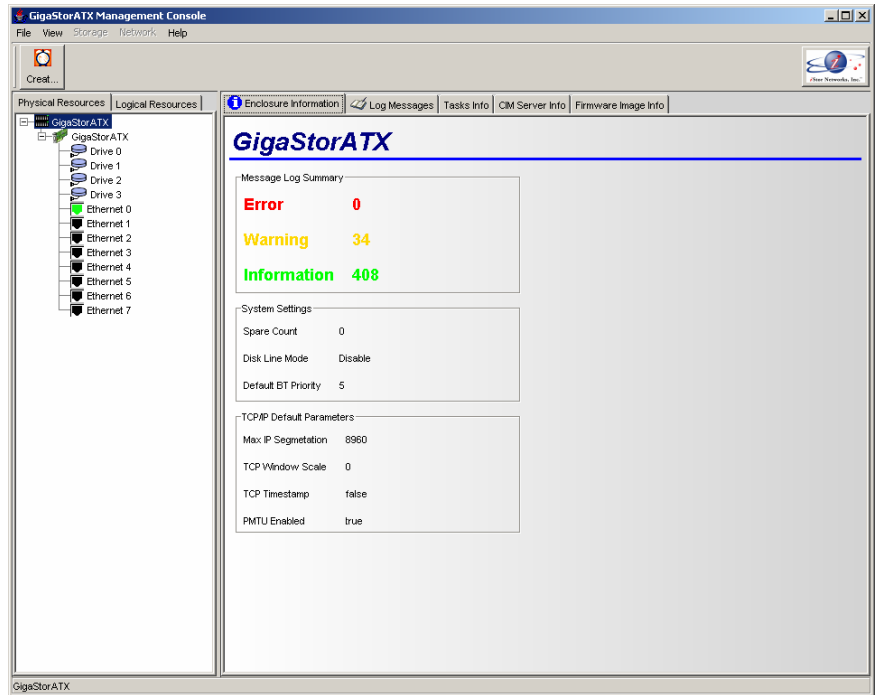 GigaStorATX Management Console
File View Storage Network Help
Creat...
iStor Networks, Inc.
Physical Resources Logical Resources
GigaStorATX
GigaStorATX
Drive 0
Drive 1
Drive 2
Drive 3
Ethernet 0
Ethernet 1
Ethernet 2
Ethernet 3
Ethernet 4
Ethernet 5
Ethernet 6
Ethernet 7
Enclosure Information Log Messages Tasks Info CIM Server Info Firmware Image Info
GigaStorATX
Message Log Summary
Error 0
Warning 34
Information 408
System Settings
Spare Count 0
Disk Line Mode Disable
Default BT Priority 5
TCP/IP Default Parameters
Max IP Segmetation 8960
TCP Window Scale 0
TCP Timestamp false
PMTU Enabled true
GigaStorATX